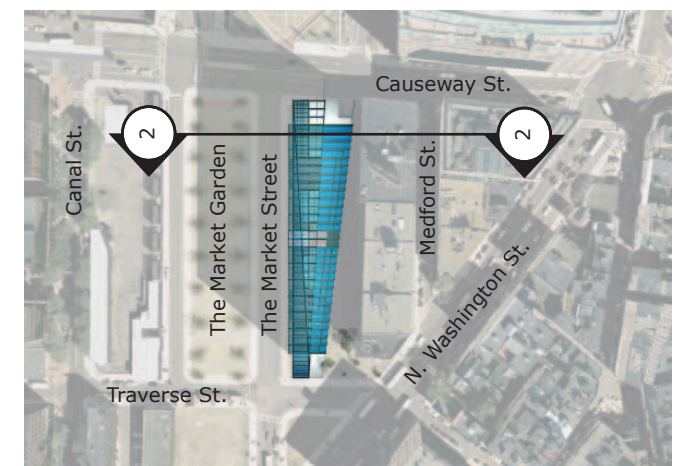 Causeway St.
2
2
Canal St.
The Market Garden
The Market Street
Medford St.
N. Washington St.
Traverse St.